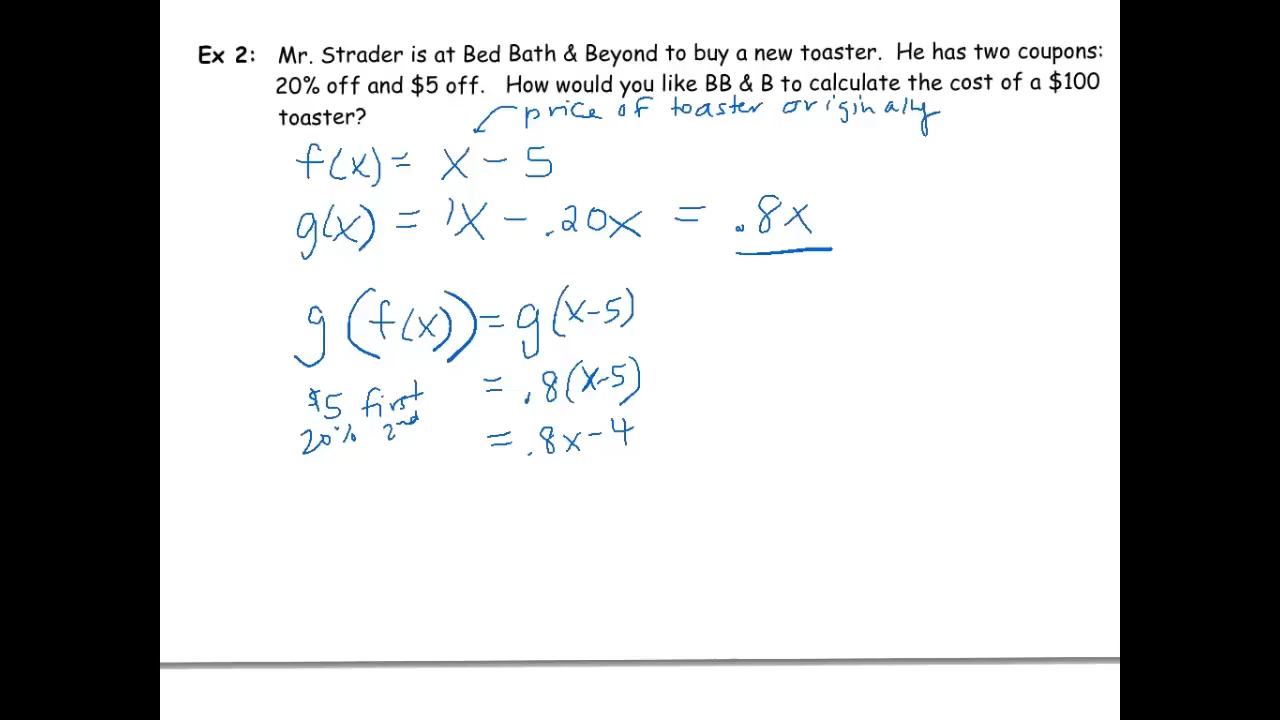 Ex 2: Mr. Strader is at Bed Bath & Beyond to buy a new toaster. He has two coupons:
20% off and $5 off. How would you like BB & B to calculate the cost of a $100
toaster?
price of toaster originally
f(x) = x - 5
g(x) = 1x - .20x = .8x
g(f(x)) = g(x-5)
= .8(x-5)
$5 first
20% 2nd
= .8x-4